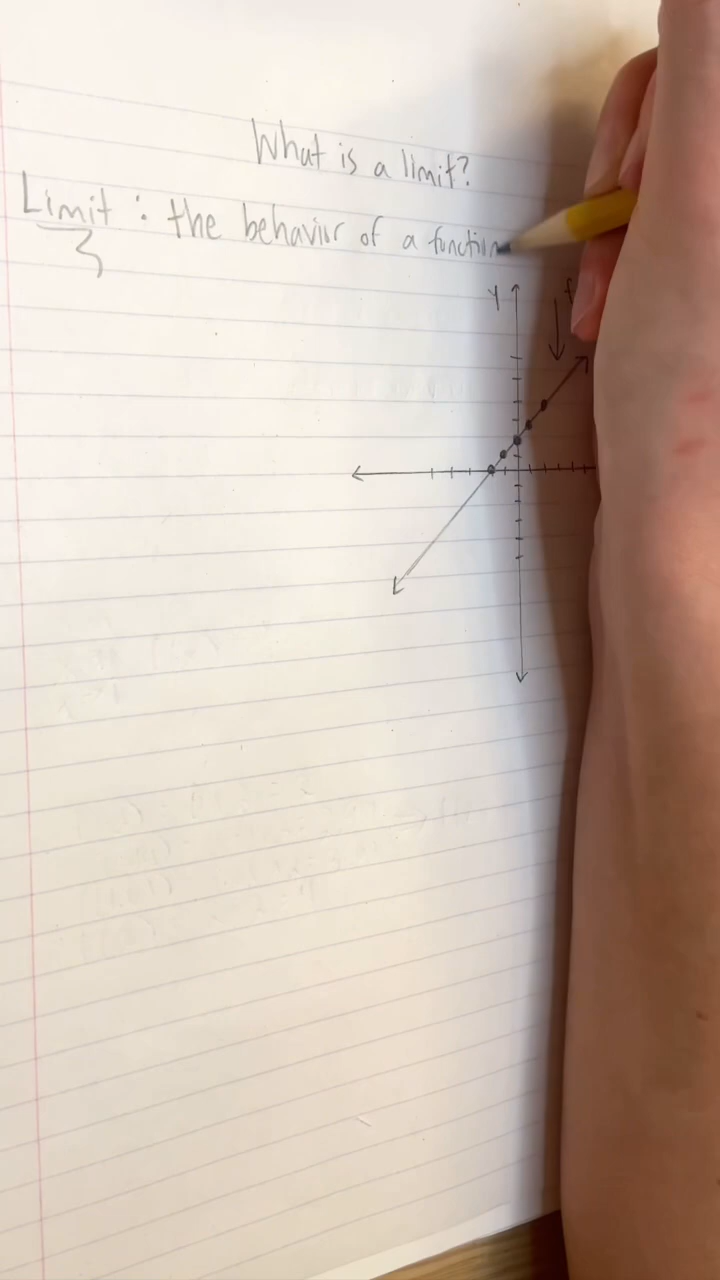 What is a limit?
Limit : the behavior of a function
y f